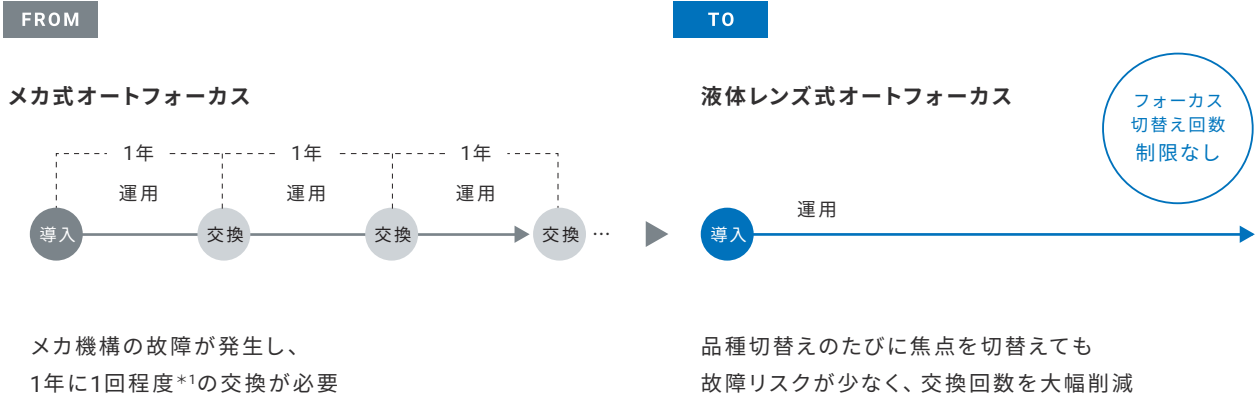 FROM
メカ式オートフォーカス
1年 1年 1年
運用 運用 運用
導入 交換 交換 交換 …
メカ機構の故障が発生し、
1年に1回程度*1の交換が必要
TO
液体レンズ式オートフォーカス
フォーカス
切替え回数
制限なし
運用
導入
品種切替えのたびに焦点を切替えても
故障リスクが少なく、交換回数を大幅削減